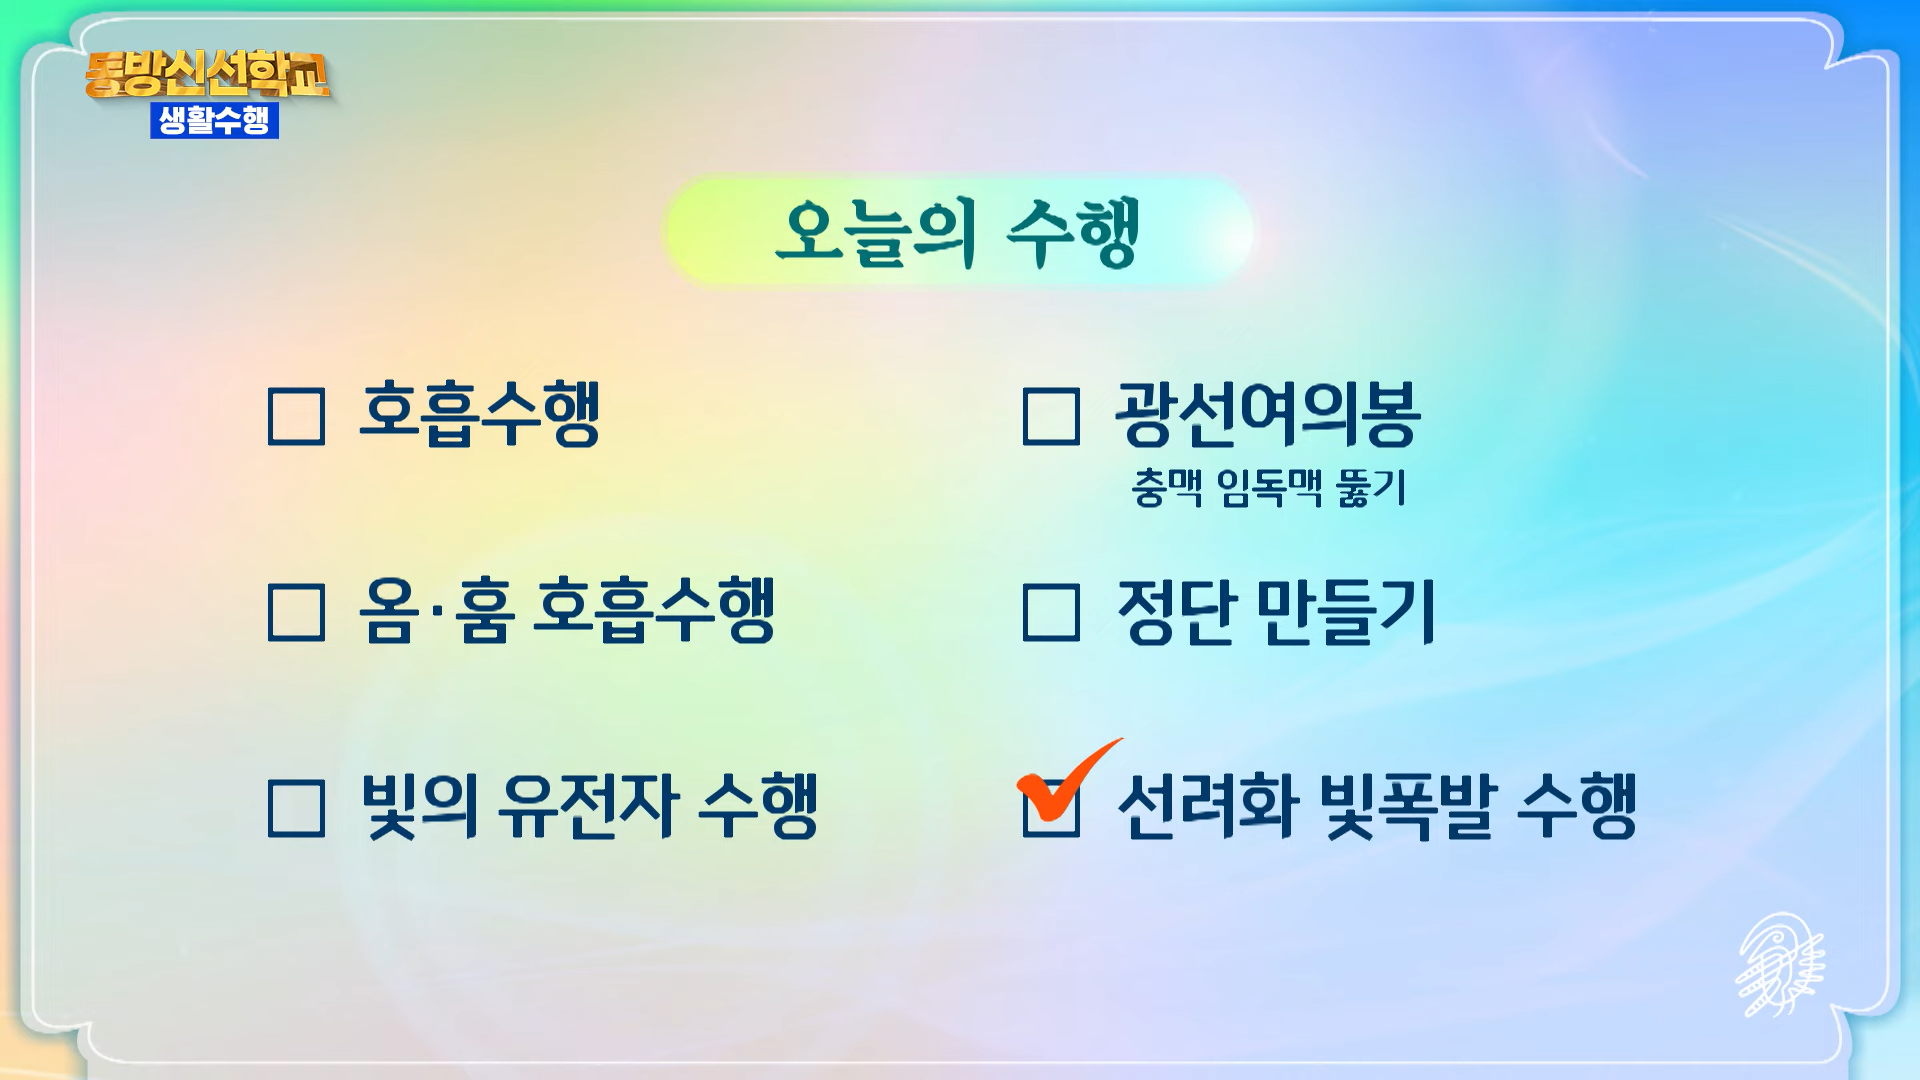 동방신선학교
생활수행
오늘의 수행
호흡수행
옴·훔 호흡수행
빛의 유전자 수행
광선여의봉
충맥 임독맥 뚫기
정단 만들기
선려화 빛폭발 수행